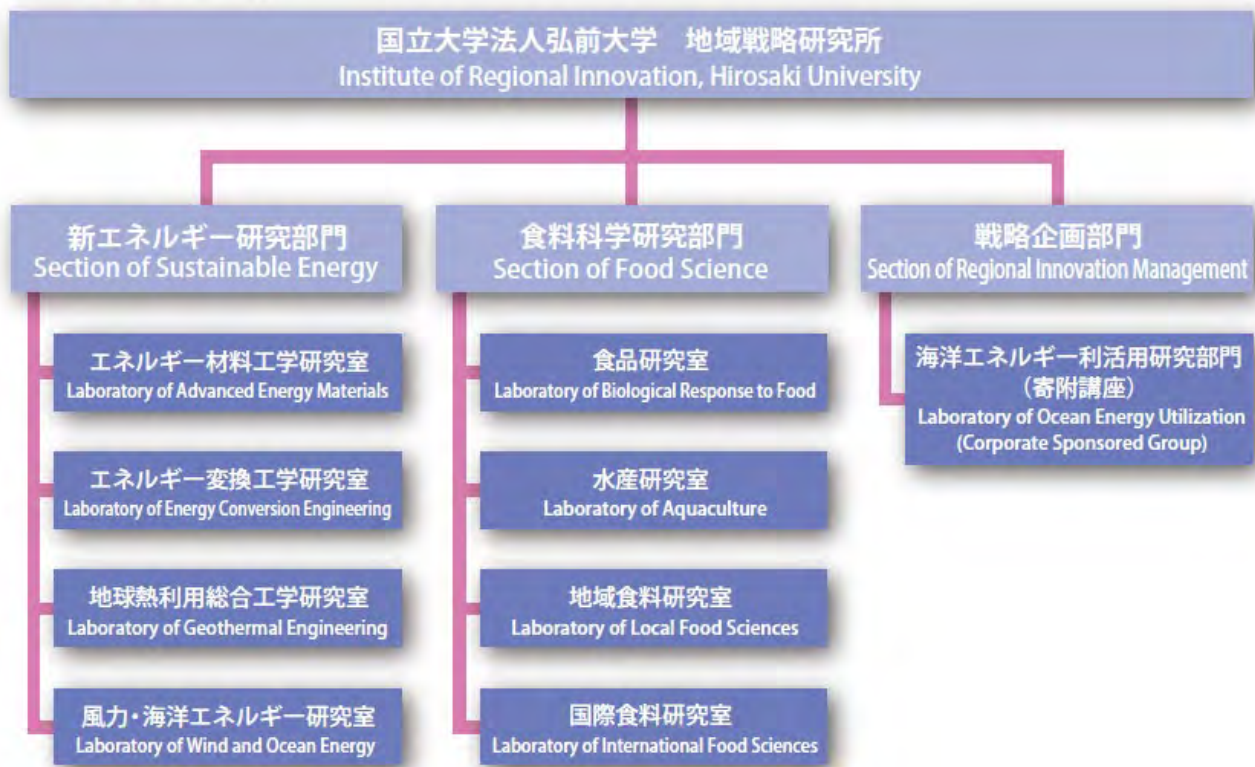 国立大学法人弘前大学　地域戦略研究所
Institute of Regional Innovation, Hirosaki University
新エネルギー研究部門
Section of Sustainable Energy
エネルギー材料工学研究室
Laboratory of Advanced Energy Materials
エネルギー変換工学研究室
Laboratory of Energy Conversion Engineering
地球熱利用総合工学研究室
Laboratory of Geothermal Engineering
風力・海洋エネルギー研究室
Laboratory of Wind and Ocean Energy
食料科学研究部門
Section of Food Science
食品研究室
Laboratory of Biological Response to Food
水産研究室
Laboratory of Aquaculture
地域食料研究室
Laboratory of Local Food Sciences
国際食料研究室
Laboratory of International Food Sciences
戦略企画部門
Section of Regional Innovation Management
海洋エネルギー利活用研究部門
（寄附講座）
Laboratory of Ocean Energy Utilization
(Corporate Sponsored Group)